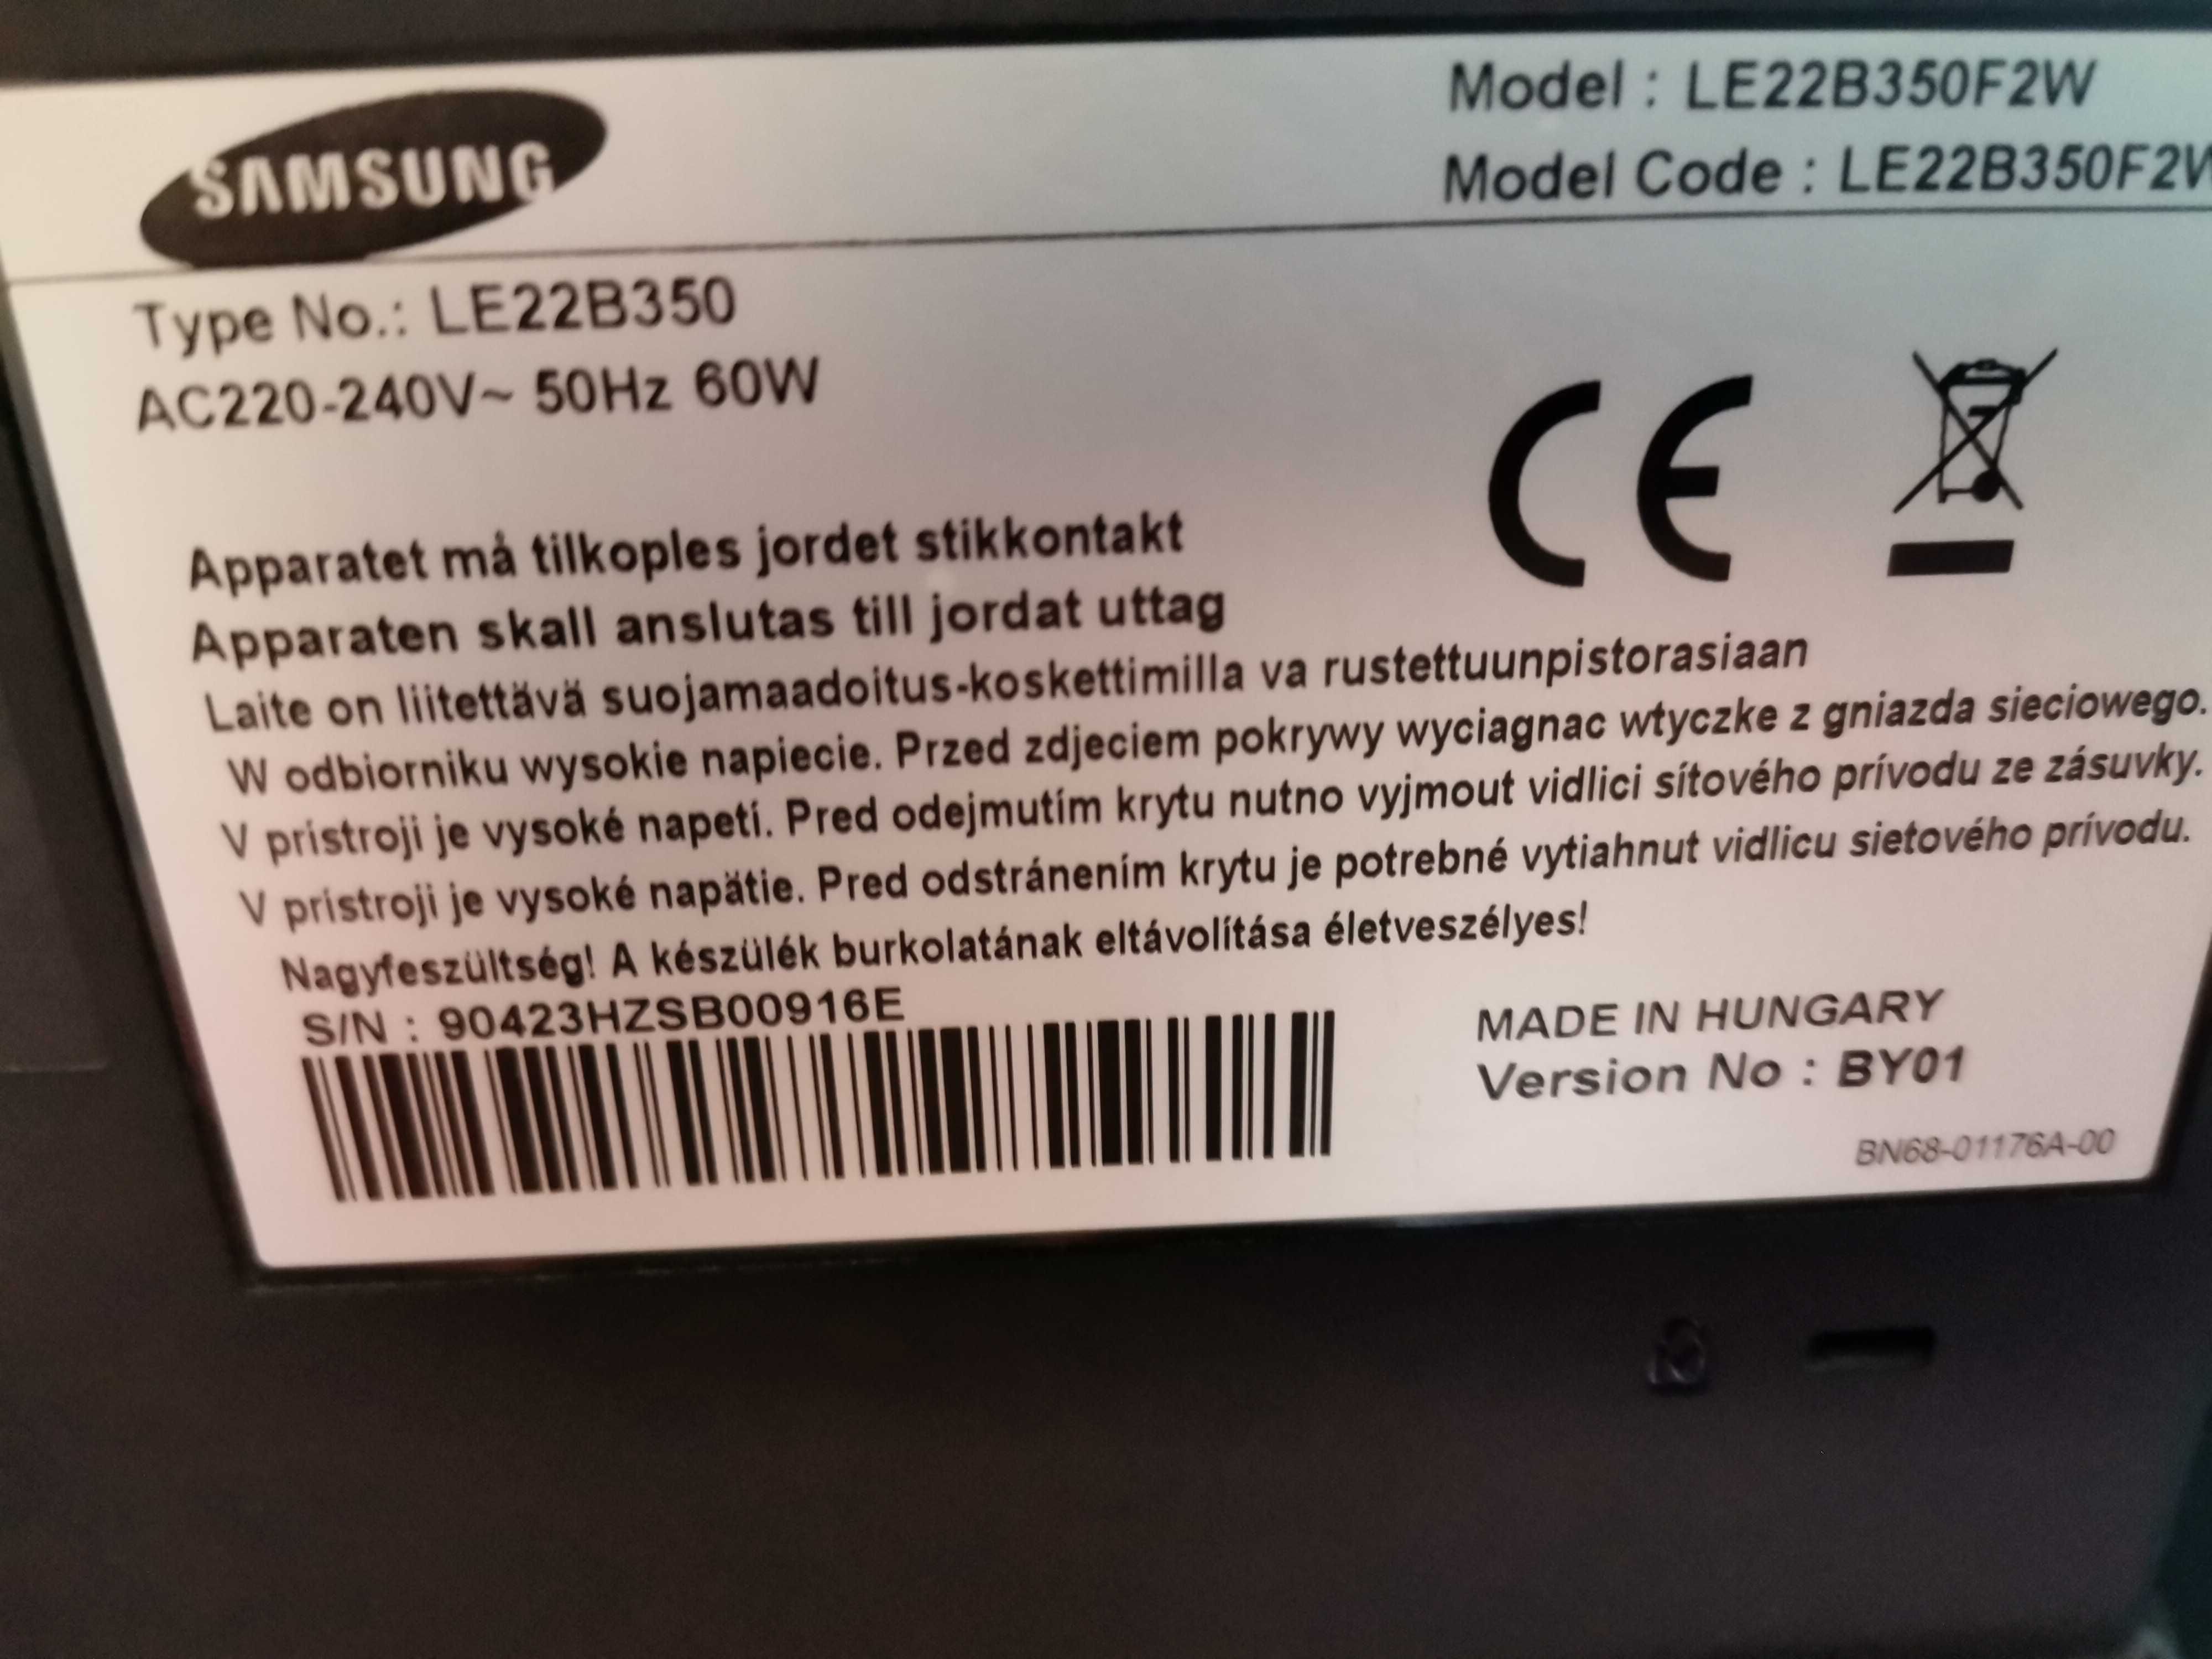 SAMSUNG
Model : LE22B350F2W
Model Code : LE22B350F2W
Type No.: LE22B350
AC220-240V~ 50Hz 60W
CE
Apparatet må tilkoples jordet stikkontakt
Apparaten skall anslutas till jordat uttag
Laite on liitettävä suojamaadoitus-koskettimilla va rustettuunpistorasiaan
W odbiorniku wysokie napiecie. Przed zdjeciem pokrywy wyciagnac wtyczke z gniazda sieciowego.
V prístroji je vysoké napetí. Pred odejmutím krytu nutno vyjmout vidlici sítového prívodu ze zásuvky.
V prístroji je vysoké napätie. Pred odstránením krytu je potrebné vytiahnut vidlicu sietového prívodu.
Nagyfeszültség! A készülék burkolatának eltávolítása életveszélyes!
S/N : 90423HZSB00916E
MADE IN HUNGARY
Version No : BY01
BN68-01176A-00